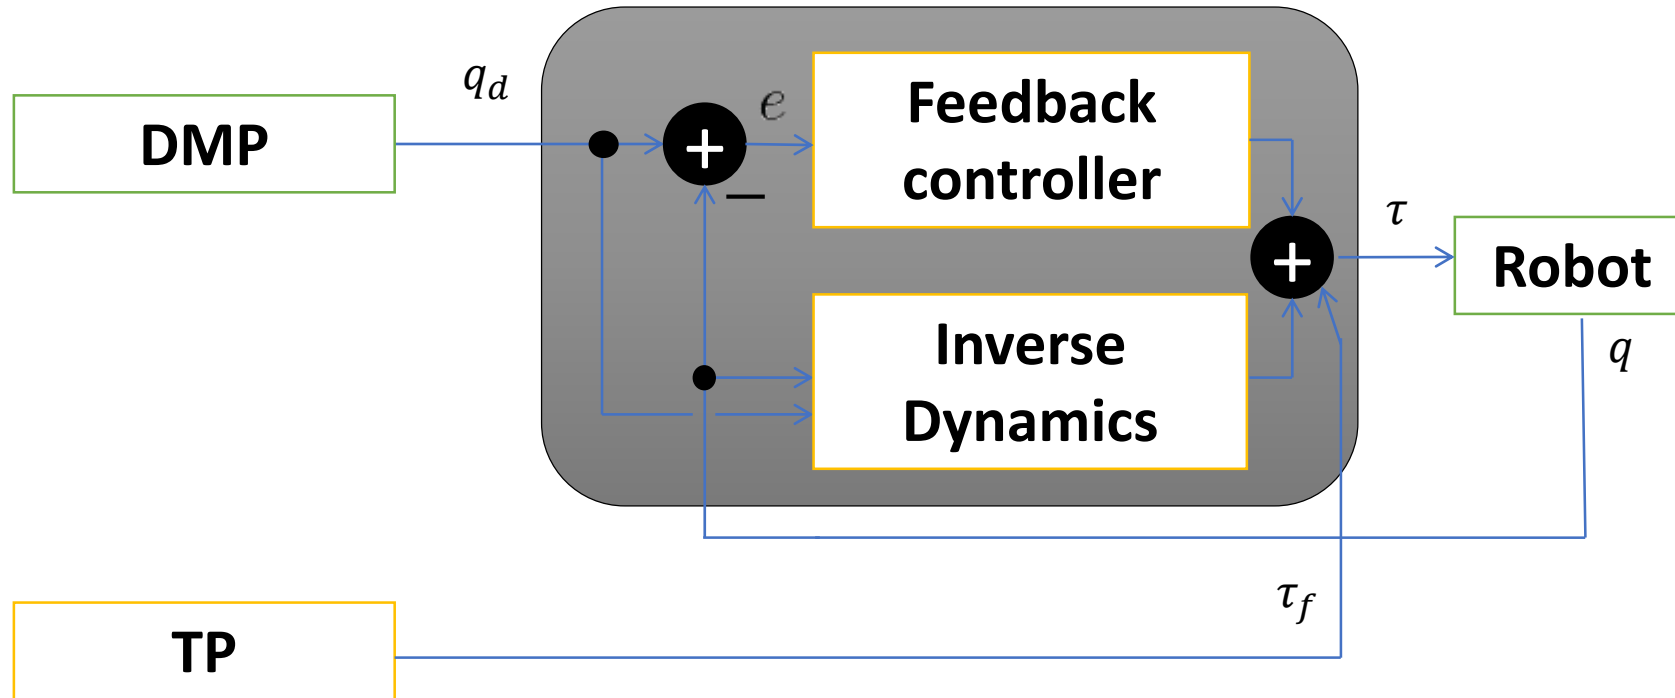 q_d
DMP
e
Feedback
controller
+
−
τ
+
Robot
Inverse
Dynamics
q
τ_f
TP